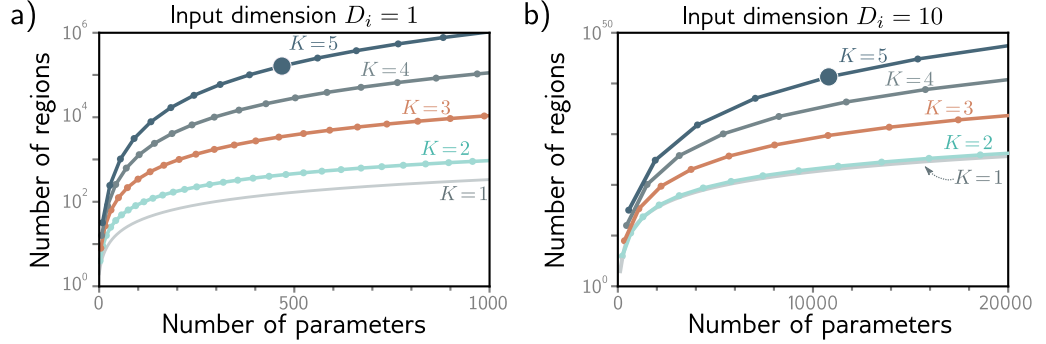 a)
Input dimension $D_i = 1$
Number of regions
10^6
10^4
10^2
10^0
K=5
K=4
K=3
K=2
K=1
0
500
1000
Number of parameters
b)
Input dimension $D_i = 10$
Number of regions
10^50
10^0
K=5
K=4
K=3
K=2
K=1
0
10000
20000
Number of parameters